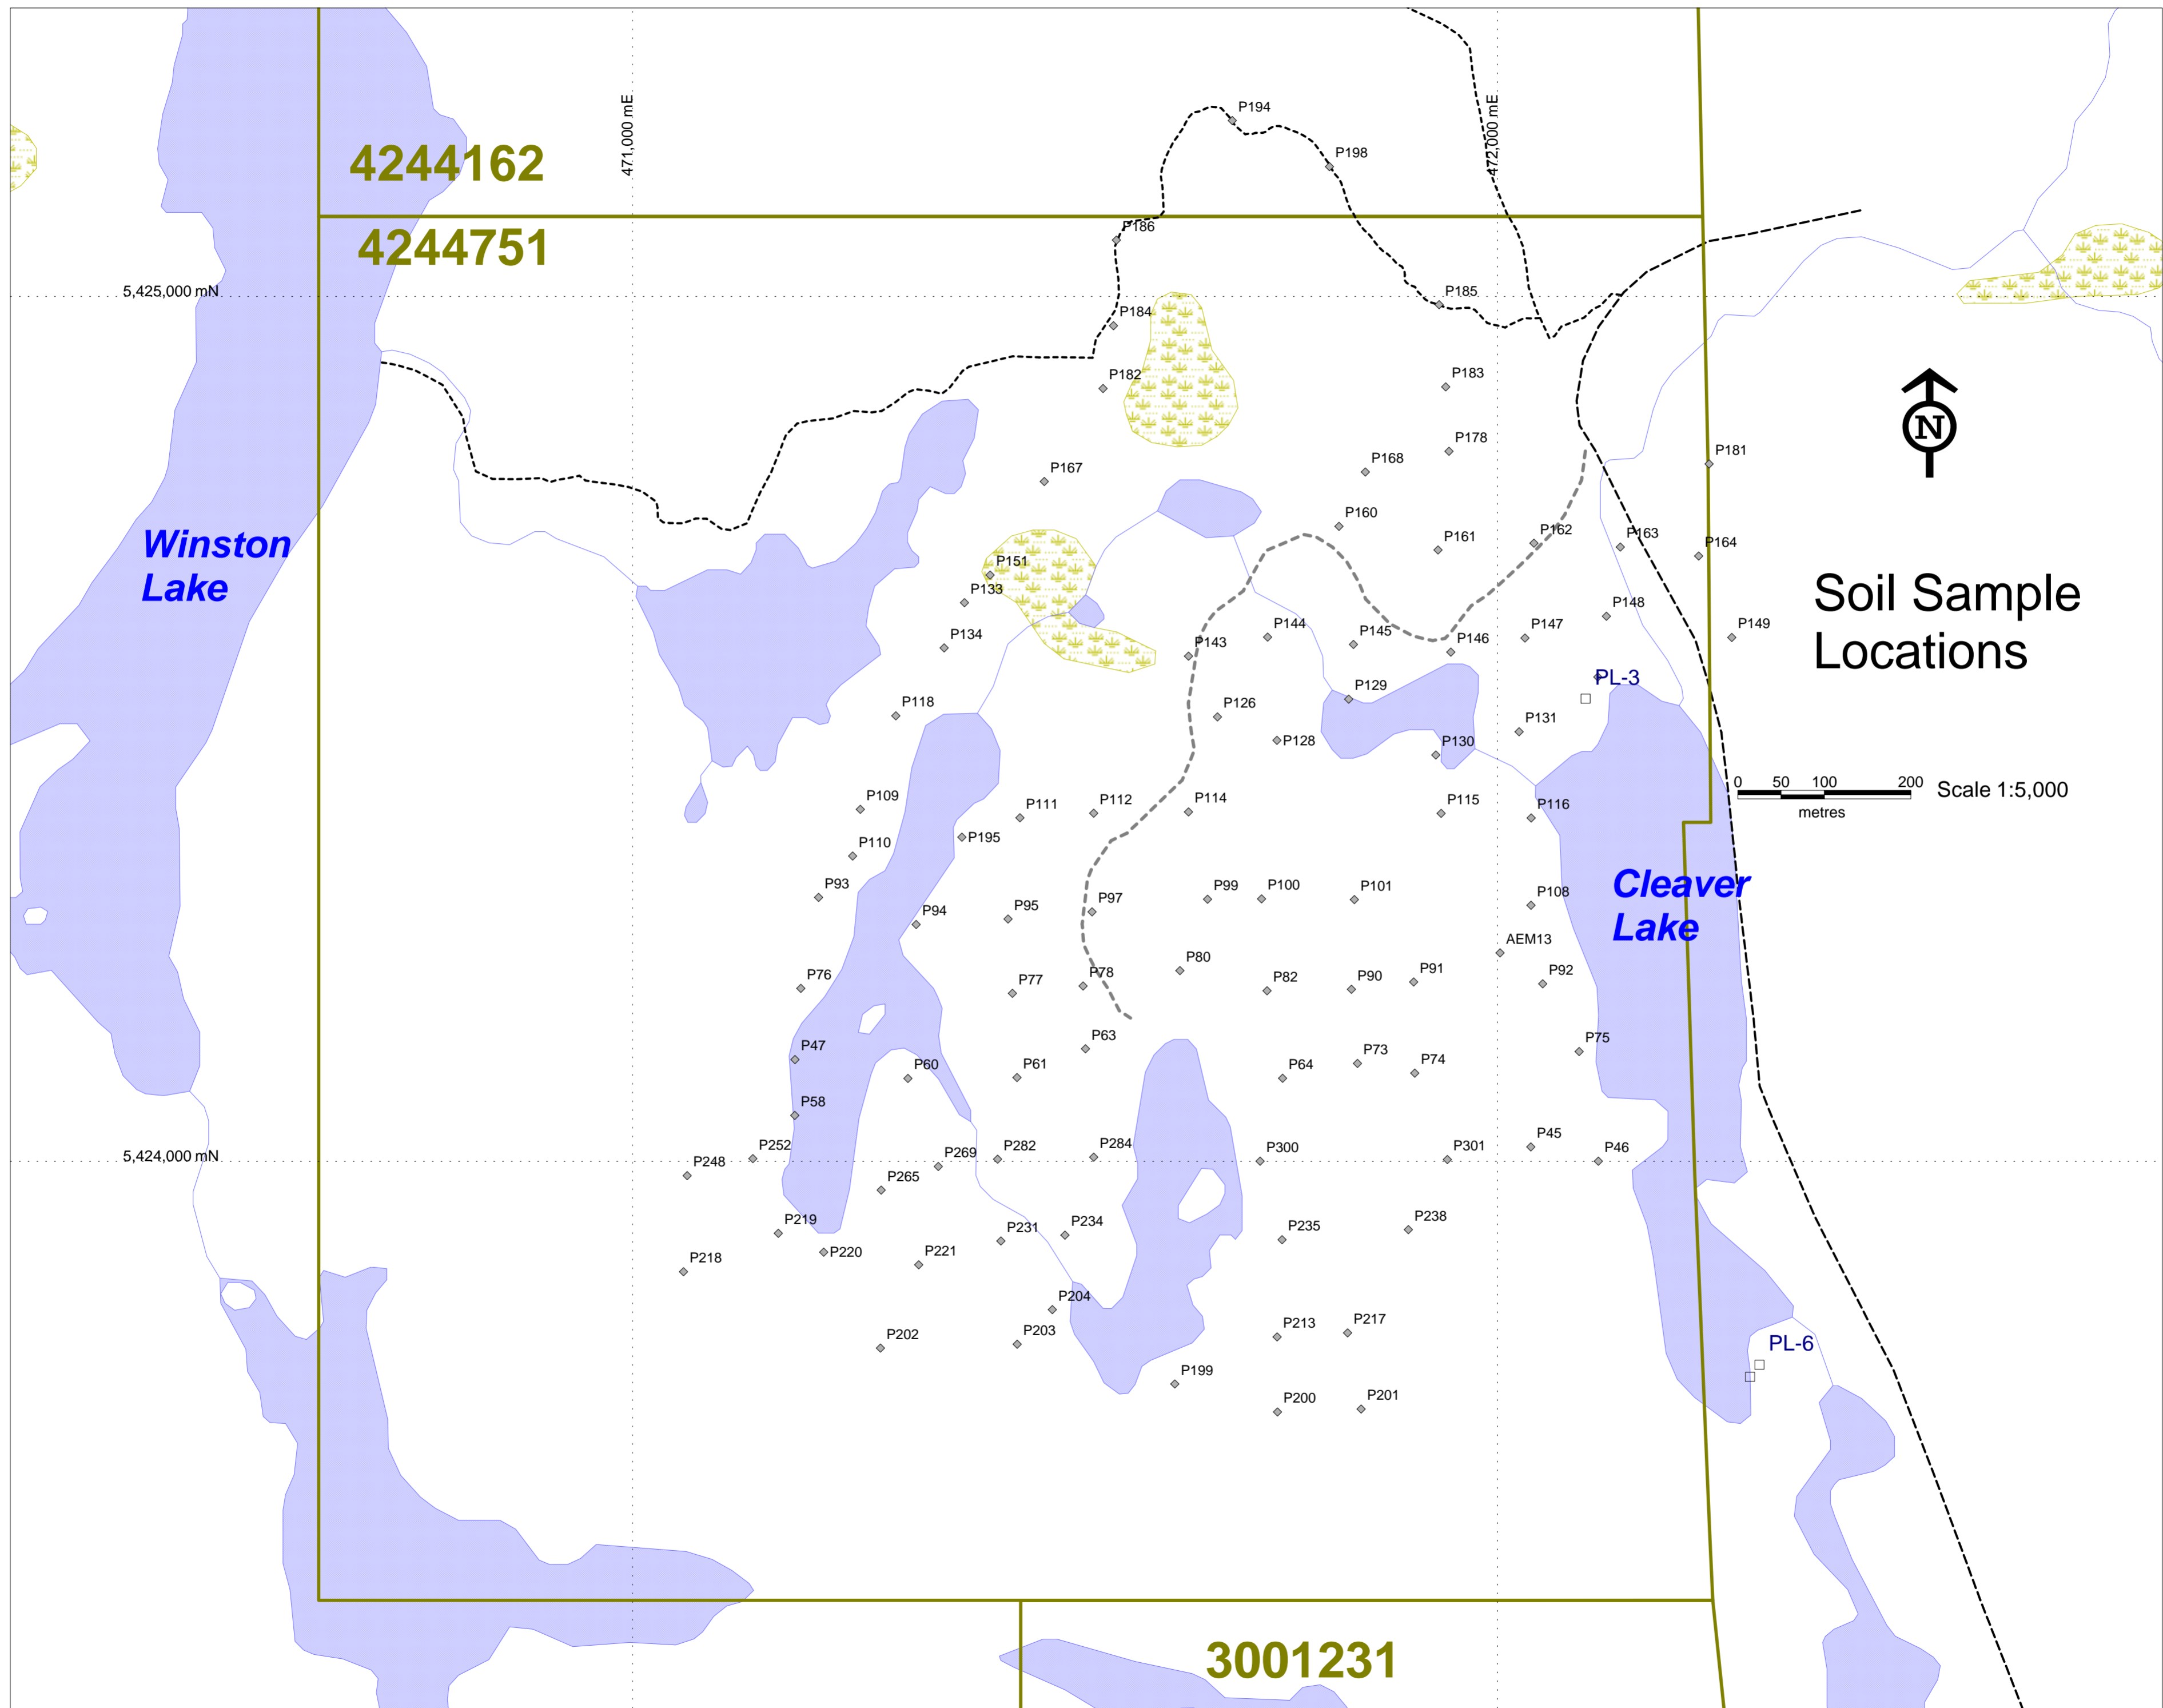 P194
471,000 mE
472,000 mE
4244162
P198
P186
4244751
5,425,000 mN
P185
P184
P182
P183
P178
P181
P168
P167
N
P160
P161
P162
P163
P164
Winston
Lake
P151
P133
Soil Sample
Locations
P148
P134
P143
P144
P145
P146
P147
P149
PL-3
P129
P118
P126
P128
P131
P130
0 50 100 200
Scale 1:5,000
metres
P109
P111
P112
P114
P115
P116
P195
P110
P93
P94
P95
P97
P99
P100
P101
P108
Cleaver
Lake
AEM13
P76
P77
P78
P80
P82
P90
P91
P92
P47
P60
P61
P63
P64
P73
P74
P75
P58
5,424,000 mN
P248
P252
P265
P269
P282
P284
P300
P301
P45
P46
P219
P220
P218
P221
P231
P234
P235
P238
P204
P202
P203
P213
P217
PL-6
P199
P200
P201
3001231